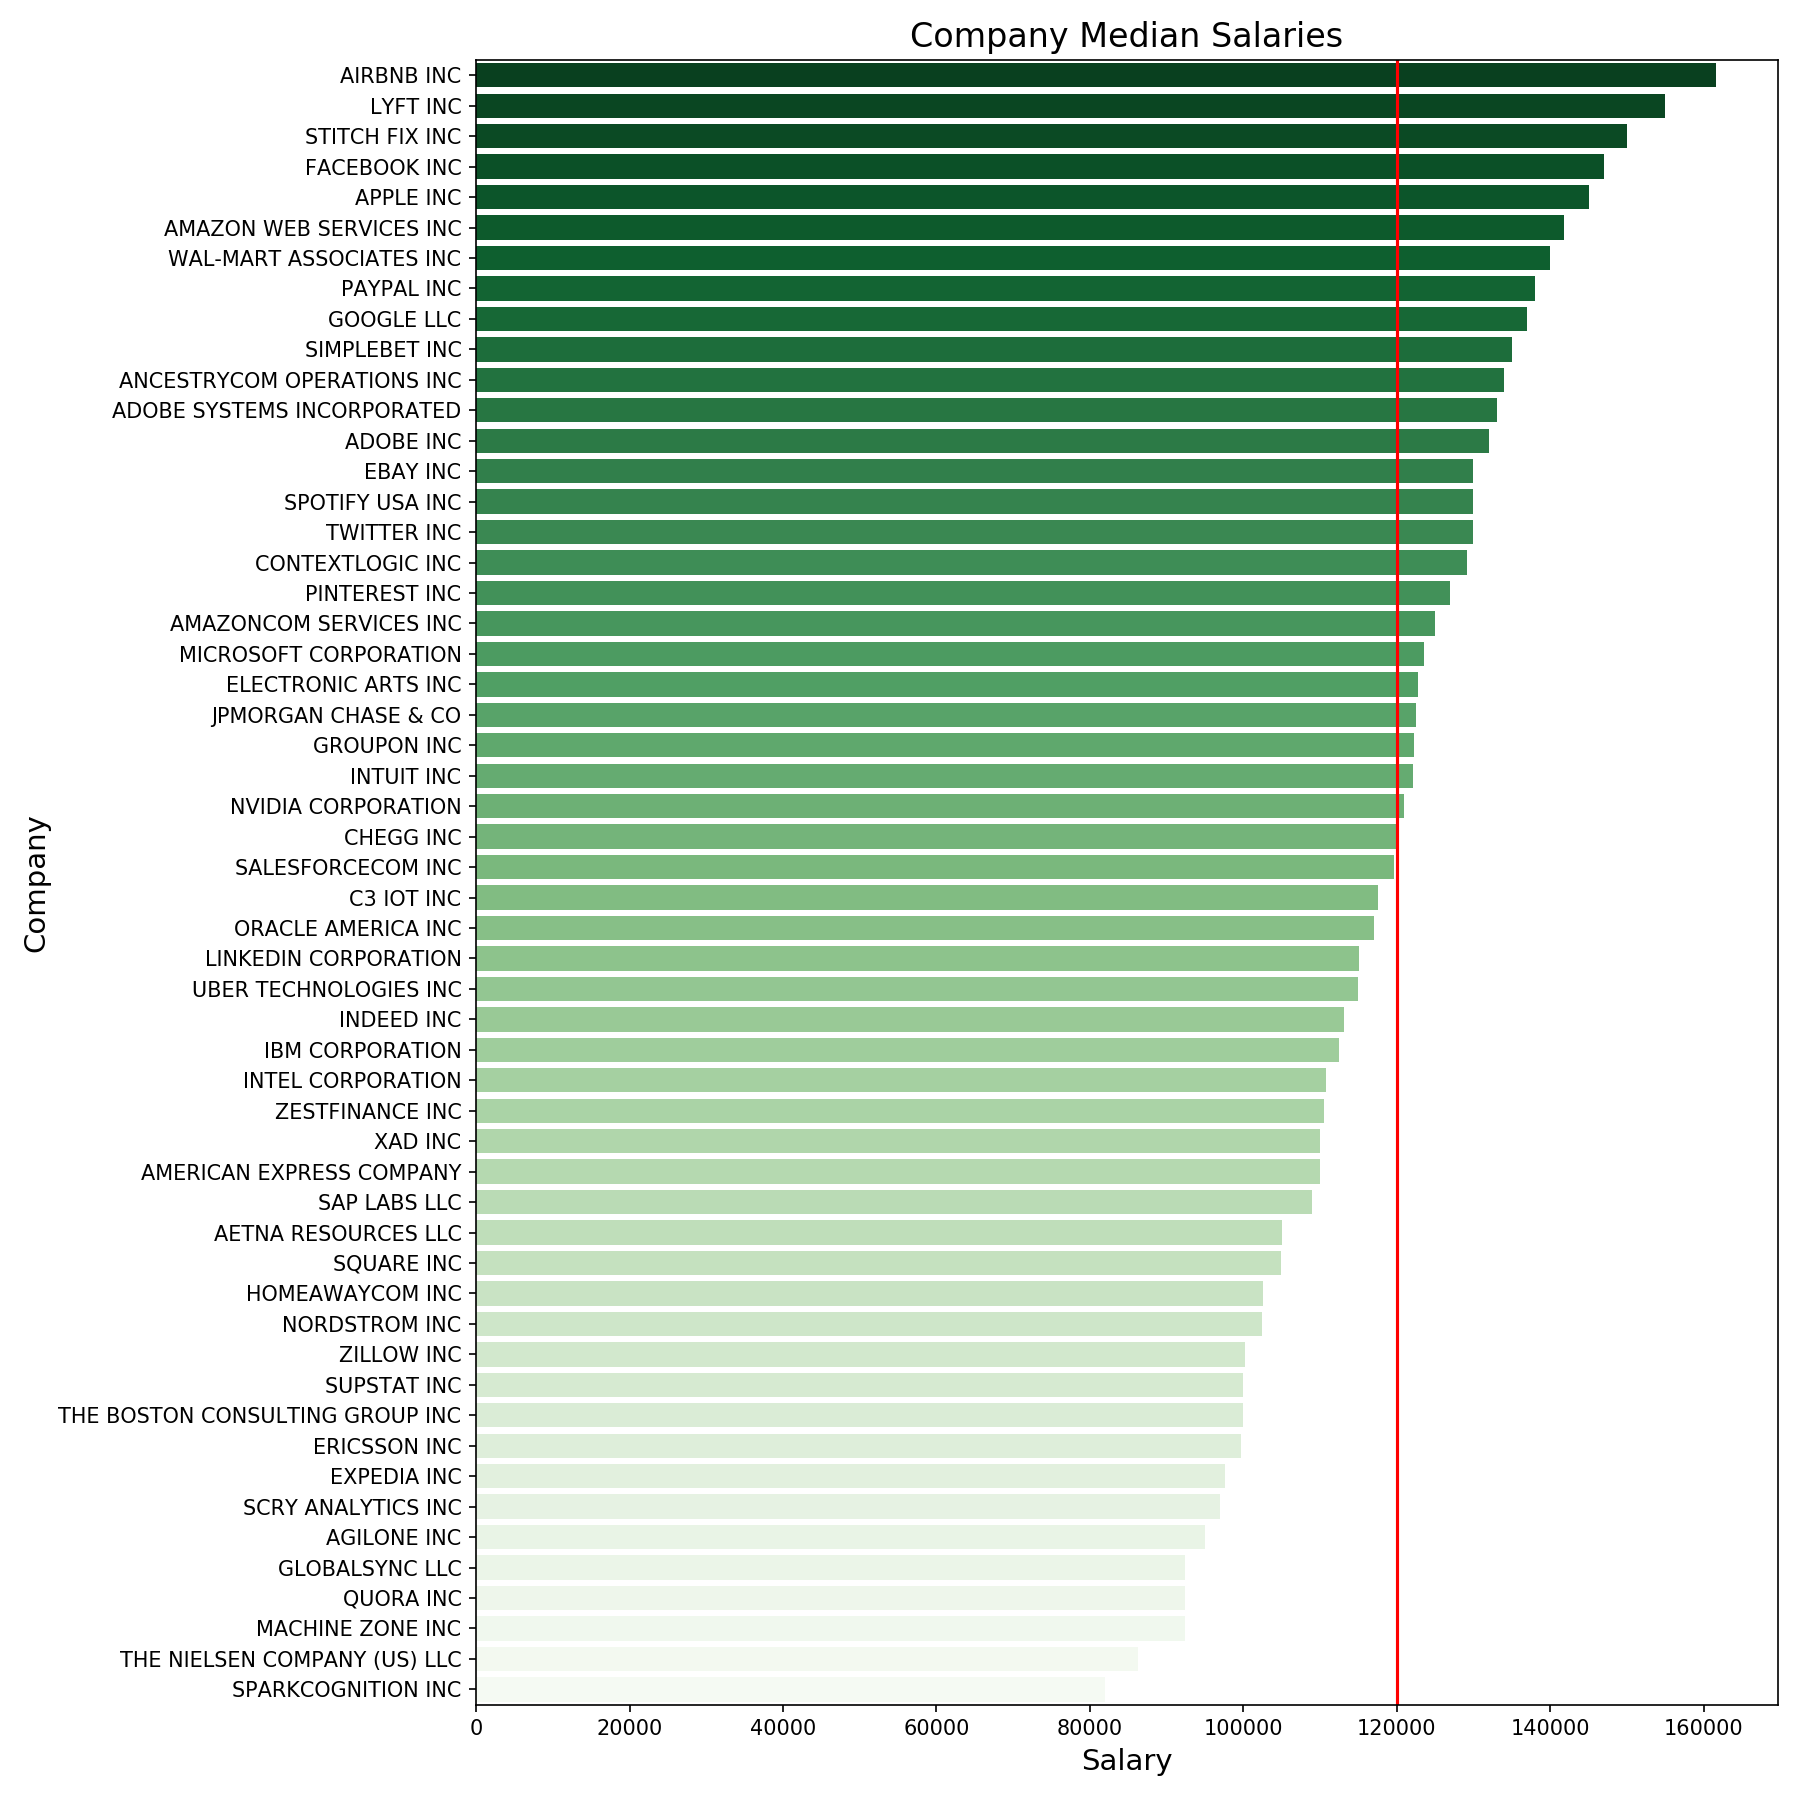 Company Median Salaries
AIRBNB INC
LYFT INC
STITCH FIX INC
FACEBOOK INC
APPLE INC
AMAZON WEB SERVICES INC
WAL-MART ASSOCIATES INC
PAYPAL INC
GOOGLE LLC
SIMPLEBET INC
ANCESTRYCOM OPERATIONS INC
ADOBE SYSTEMS INCORPORATED
ADOBE INC
EBAY INC
SPOTIFY USA INC
TWITTER INC
CONTEXTLOGIC INC
PINTEREST INC
AMAZONCOM SERVICES INC
MICROSOFT CORPORATION
ELECTRONIC ARTS INC
JPMORGAN CHASE & CO
GROUPON INC
INTUIT INC
NVIDIA CORPORATION
CHEGG INC
SALESFORCECOM INC
C3 IOT INC
ORACLE AMERICA INC
LINKEDIN CORPORATION
UBER TECHNOLOGIES INC
INDEED INC
IBM CORPORATION
INTEL CORPORATION
ZESTFINANCE INC
XAD INC
AMERICAN EXPRESS COMPANY
SAP LABS LLC
AETNA RESOURCES LLC
SQUARE INC
HOMEAWAYCOM INC
NORDSTROM INC
ZILLOW INC
SUPSTAT INC
THE BOSTON CONSULTING GROUP INC
ERICSSON INC
EXPEDIA INC
SCRY ANALYTICS INC
AGILONE INC
GLOBALSYNC LLC
QUORA INC
MACHINE ZONE INC
THE NIELSEN COMPANY (US) LLC
SPARKCOGNITION INC
Company
0 20000 40000 60000 80000 100000 120000 140000 160000
Salary